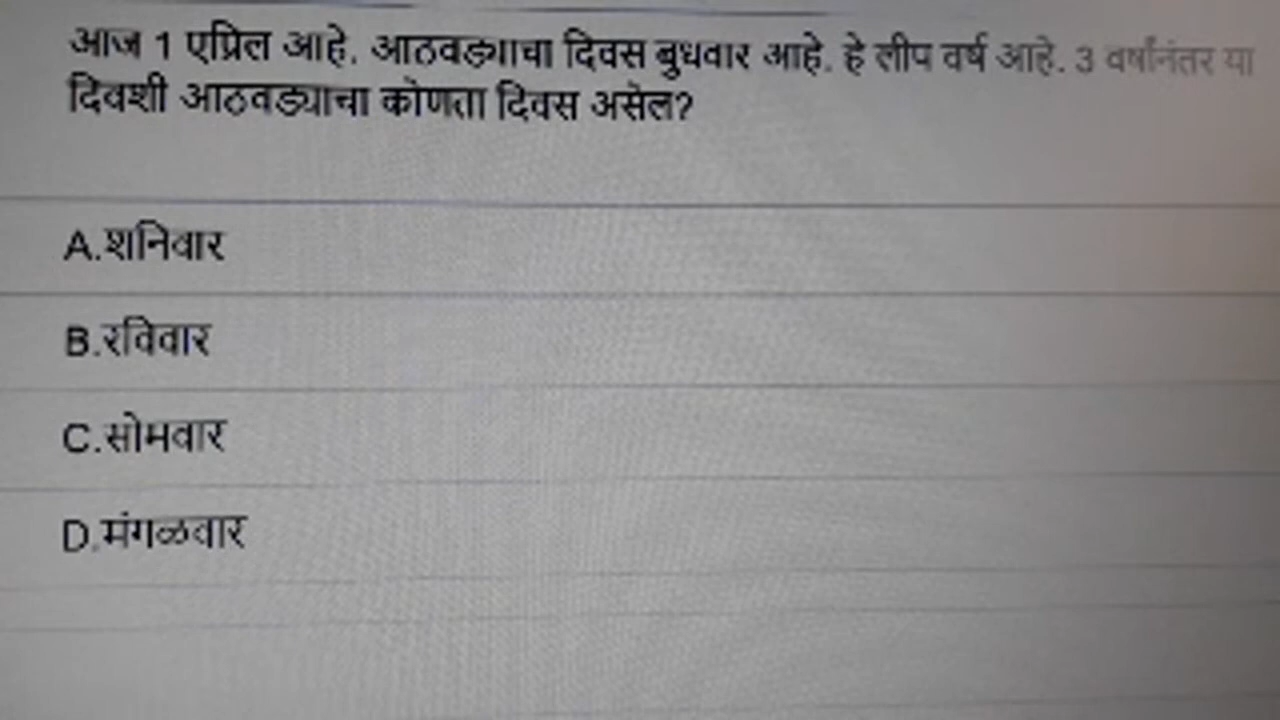 आज 1 एप्रिल आहे. आठवड्याचा दिवस बुधवार आहे. हे लीप वर्ष आहे. 3 वर्षांनंतर या
दिवशी आठवड्याचा कोणता दिवस असेल?
A.शनिवार
B.रविवार
C.सोमवार
D.मंगळवार